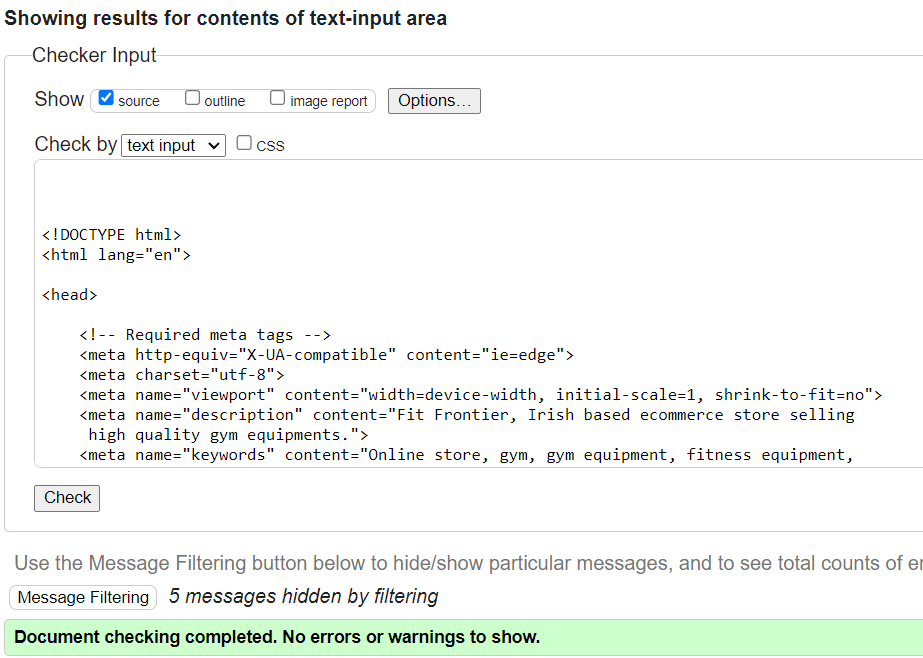 Showing results for contents of text-input area
Checker Input
Show source outline image report Options...
Check by text input CSS
<!DOCTYPE html>
<html lang="en">
<head>
<!-- Required meta tags -->
<meta http-equiv="X-UA-compatible" content="ie=edge">
<meta charset="utf-8">
<meta name="viewport" content="width=device-width, initial-scale=1, shrink-to-fit=no">
<meta name="description" content="Fit Frontier, Irish based ecommerce store selling
high quality gym equipments.">
<meta name="keywords" content="Online store, gym, gym equipment, fitness equipment,
Check
Use the Message Filtering button below to hide/show particular messages, and to see total counts of
Message Filtering 5 messages hidden by filtering
Document checking completed. No errors or warnings to show.